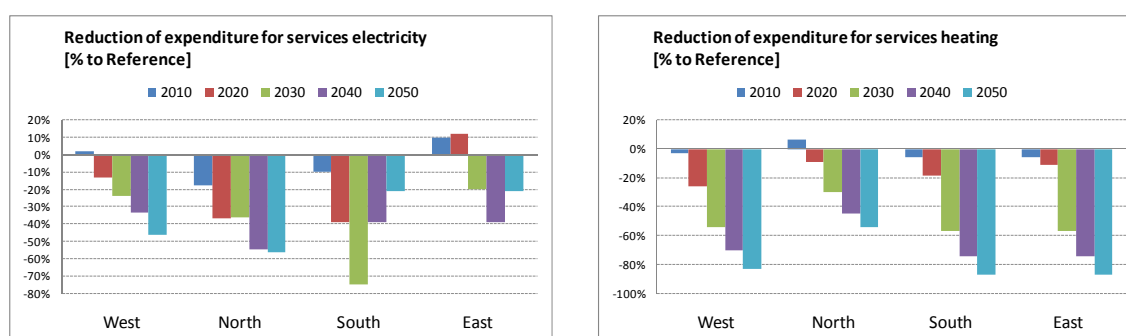 Reduction of expenditure for services electricity
[% to Reference]
2010 2020 2030 2040 2050
20%
10%
0%
-10%
-20%
-30%
-40%
-50%
-60%
-70%
-80%
West North South East
Reduction of expenditure for services heating
[% to Reference]
2010 2020 2030 2040 2050
20%
0%
-20%
-40%
-60%
-80%
-100%
West North South East